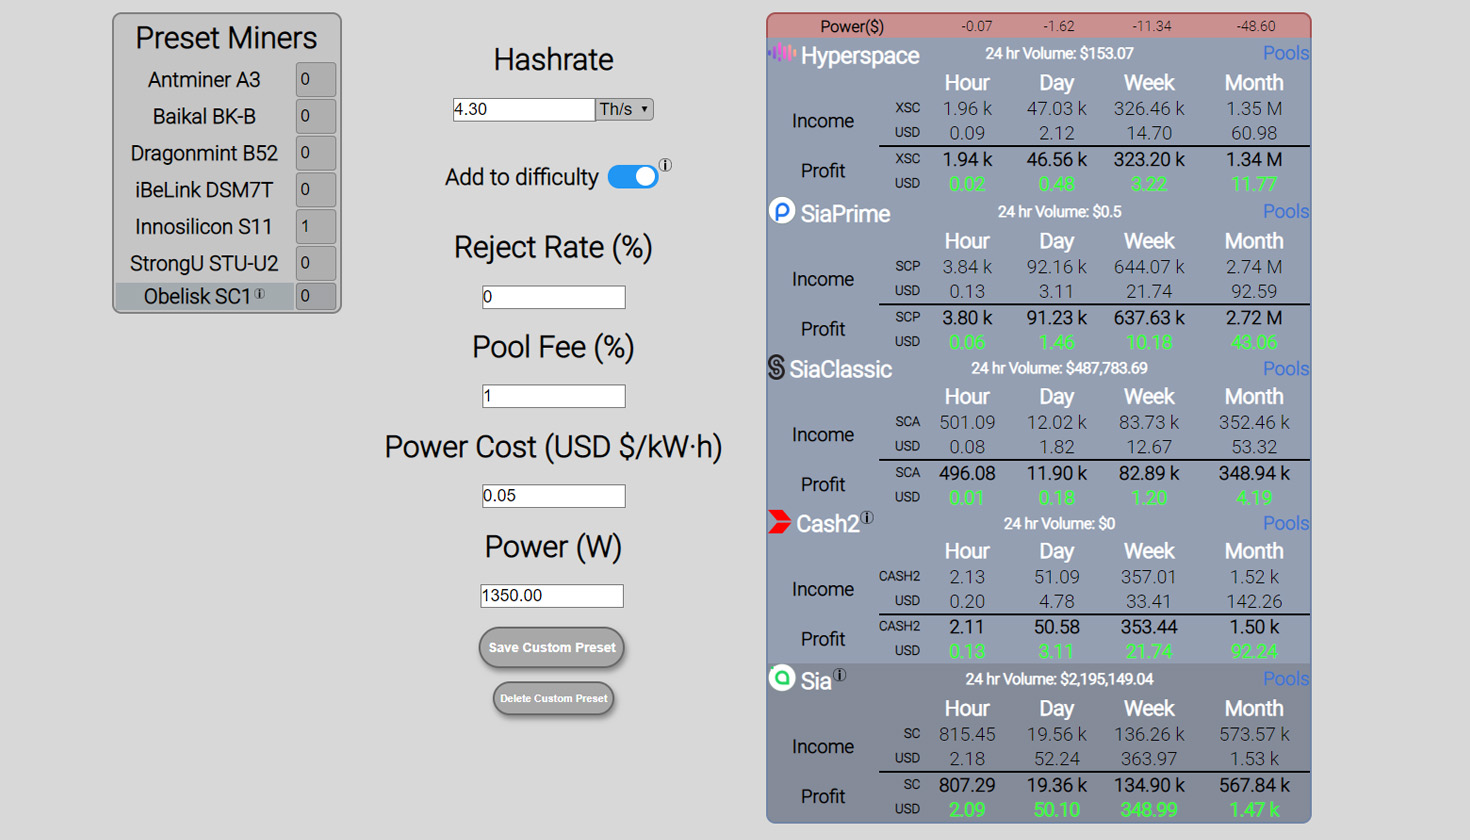 Preset Miners
Antminer A3 0
Baikal BK-B 0
Dragonmint B52 0
iBeLink DSM7T 0
Innosilicon S11 1
StrongU STU-U2 0
Obelisk SC1 ⓘ 0
Hashrate
4.30 Th/s ▾
Add to difficulty ⓘ
Reject Rate (%)
0
Pool Fee (%)
1
Power Cost (USD $/kW·h)
0.05
Power (W)
1350.00
Save Custom Preset
Delete Custom Preset
Power($) -0.07 -1.62 -11.34 -48.60
Hyperspace 24 hr Volume: $153.07 Pools
Hour Day Week Month
Income XSC 1.96 k 47.03 k 326.46 k 1.35 M
USD 0.09 2.12 14.70 60.98
Profit XSC 1.94 k 46.56 k 323.20 k 1.34 M
USD 0.02 0.48 3.22 11.77
SiaPrime 24 hr Volume: $0.5 Pools
Hour Day Week Month
Income SCP 3.84 k 92.16 k 644.07 k 2.74 M
USD 0.13 3.11 21.74 92.59
Profit SCP 3.80 k 91.23 k 637.63 k 2.72 M
USD 0.06 1.46 10.18 43.06
SiaClassic 24 hr Volume: $487,783.69 Pools
Hour Day Week Month
Income SCA 501.09 12.02 k 83.73 k 352.46 k
USD 0.08 1.82 12.67 53.32
Profit SCA 496.08 11.90 k 82.89 k 348.94 k
USD 0.01 0.18 1.20 4.19
Cash2 ⓘ 24 hr Volume: $0 Pools
Hour Day Week Month
Income CASH2 2.13 51.09 357.01 1.52 k
USD 0.20 4.78 33.41 142.26
Profit CASH2 2.11 50.58 353.44 1.50 k
USD 0.13 3.11 21.74 92.24
Sia ⓘ 24 hr Volume: $2,195,149.04 Pools
Hour Day Week Month
Income SC 815.45 19.56 k 136.26 k 573.57 k
USD 2.18 52.24 363.97 1.53 k
Profit SC 807.29 19.36 k 134.90 k 567.84 k
USD 2.09 50.10 348.99 1.47 k